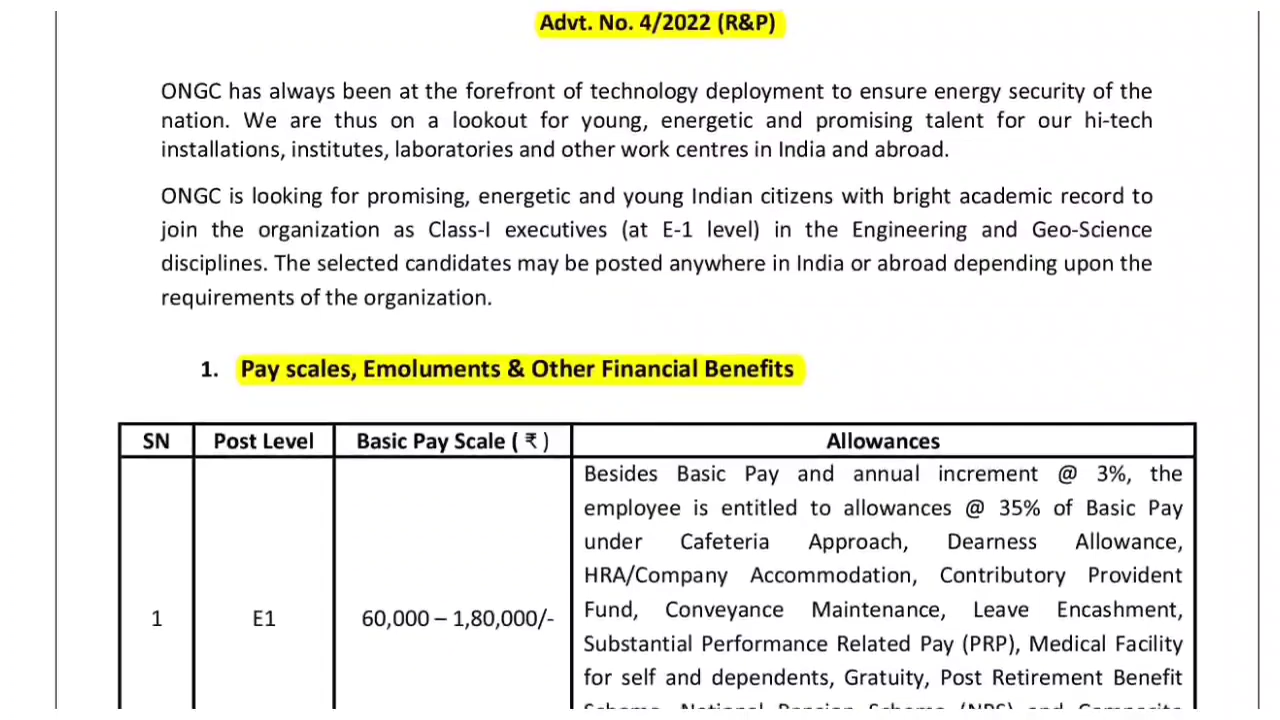 Advt. No. 4/2022 (R&P)
ONGC has always been at the forefront of technology deployment to ensure energy security of the
nation. We are thus on a lookout for young, energetic and promising talent for our hi-tech
installations, institutes, laboratories and other work centres in India and abroad.
ONGC is looking for promising, energetic and young Indian citizens with bright academic record to
join the organization as Class-I executives (at E-1 level) in the Engineering and Geo-Science
disciplines. The selected candidates may be posted anywhere in India or abroad depending upon the
requirements of the organization.
1. Pay scales, Emoluments & Other Financial Benefits
SN Post Level Basic Pay Scale ( ₹ ) Allowances
1 E1 60,000 – 1,80,000/-
Besides Basic Pay and annual increment @ 3%, the
employee is entitled to allowances @ 35% of Basic Pay
under Cafeteria Approach, Dearness Allowance,
HRA/Company Accommodation, Contributory Provident
Fund, Conveyance Maintenance, Leave Encashment,
Substantial Performance Related Pay (PRP), Medical Facility
for self and dependents, Gratuity, Post Retirement Benefit
Scheme, National Pension Scheme (NPS) and Composite